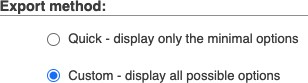 Export method:
Quick - display only the minimal options
Custom - display all possible options